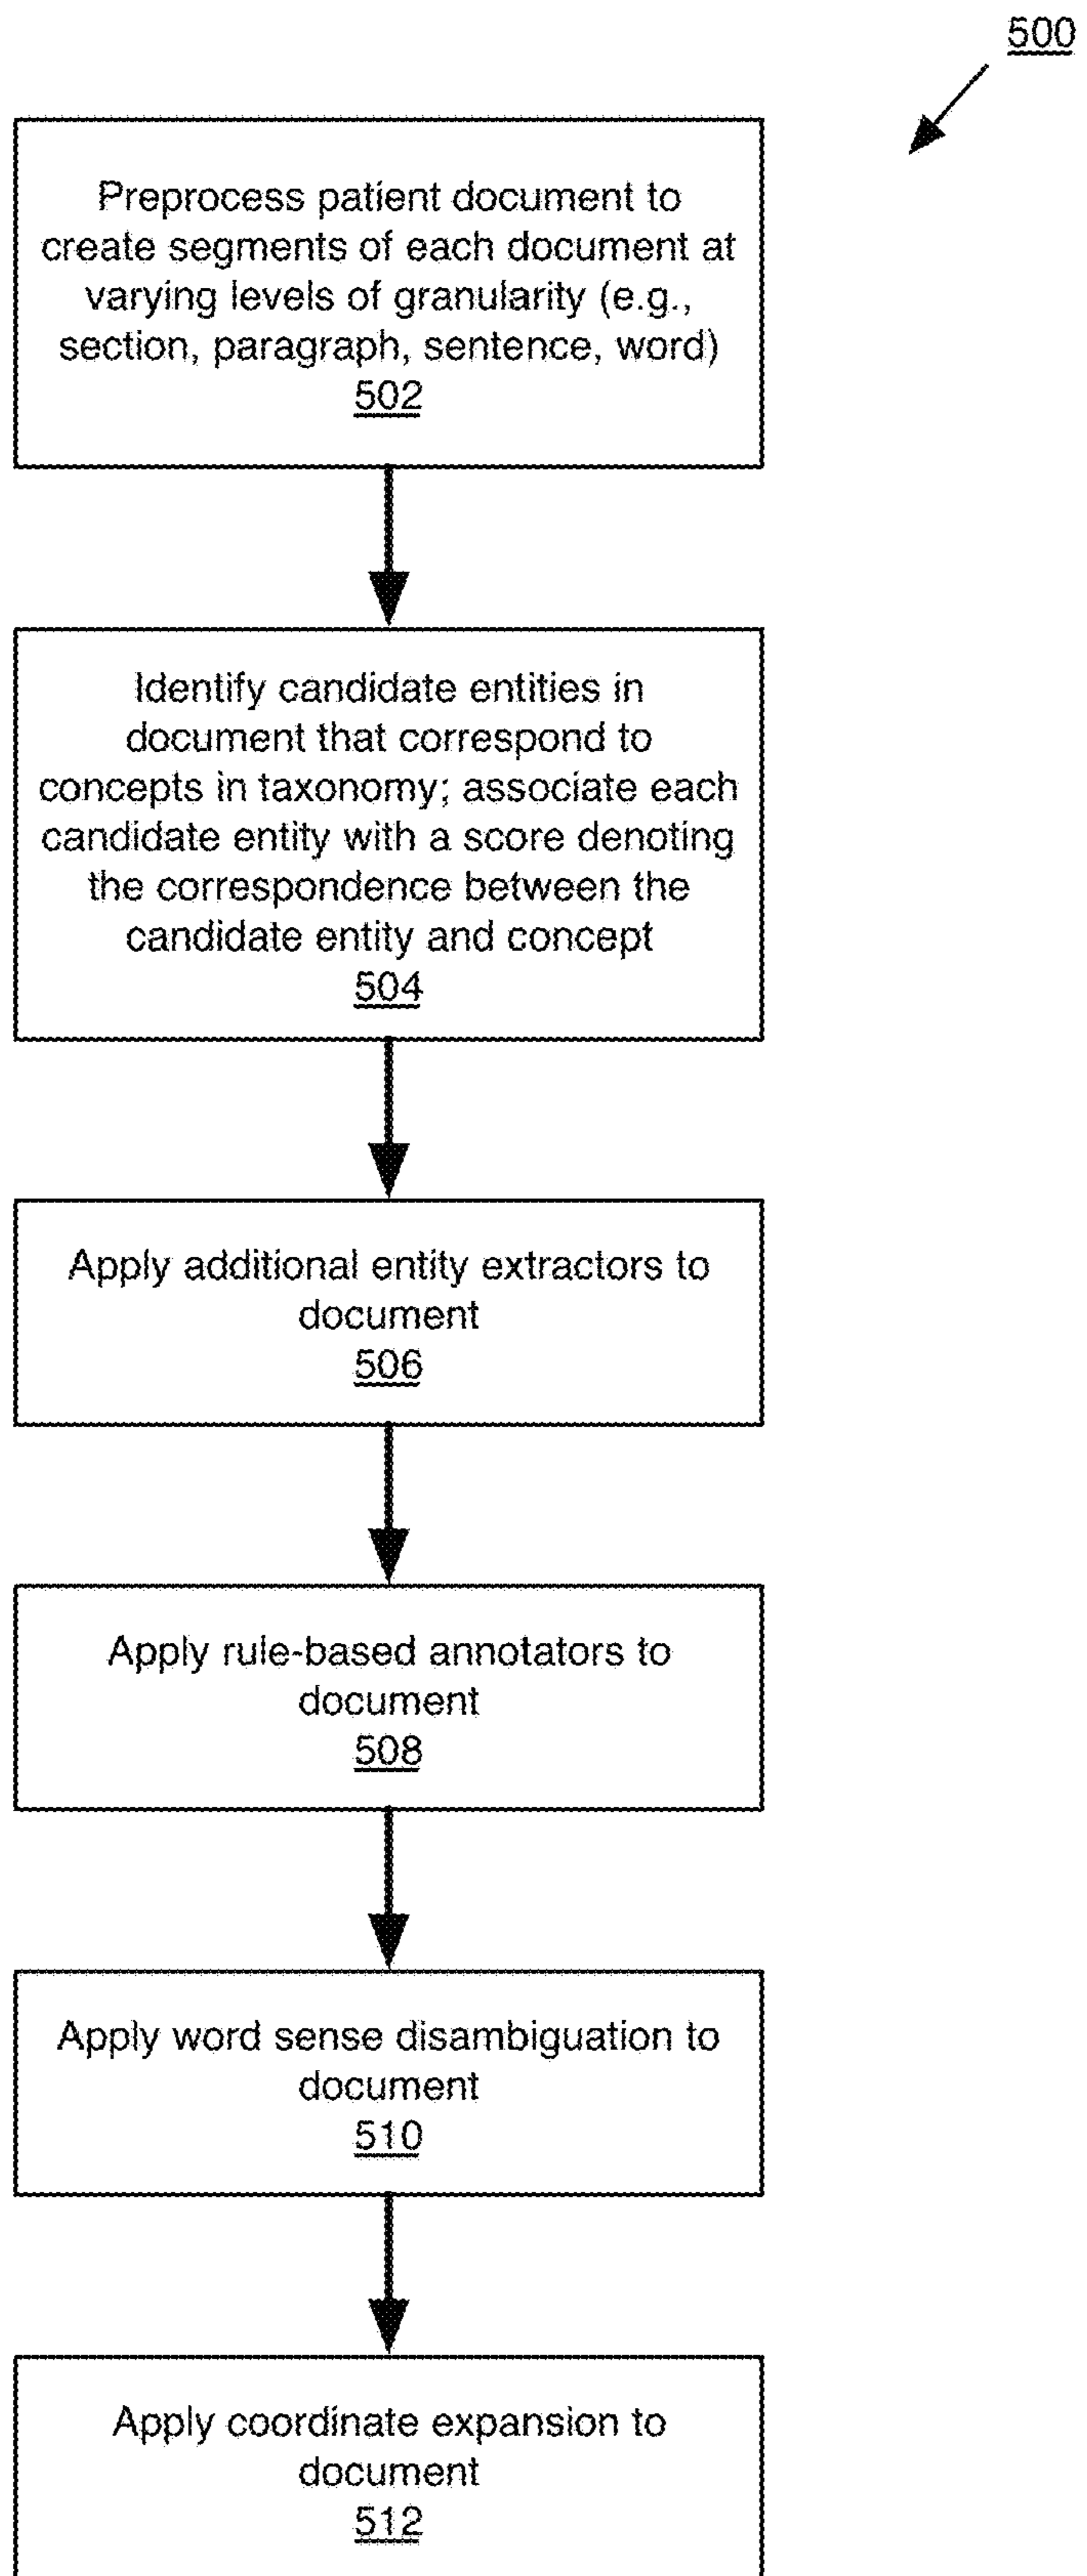 500
Preprocess patient document to
create segments of each document at
varying levels of granularity (e.g.,
section, paragraph, sentence, word)
502
Identify candidate entities in
document that correspond to
concepts in taxonomy; associate each
candidate entity with a score denoting
the correspondence between the
candidate entity and concept
504
Apply additional entity extractors to
document
506
Apply rule-based annotators to
document
508
Apply word sense disambiguation to
document
510
Apply coordinate expansion to
document
512